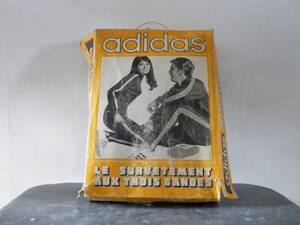 adidas
LE SURVETEMENT
AUX TROIS BANDES